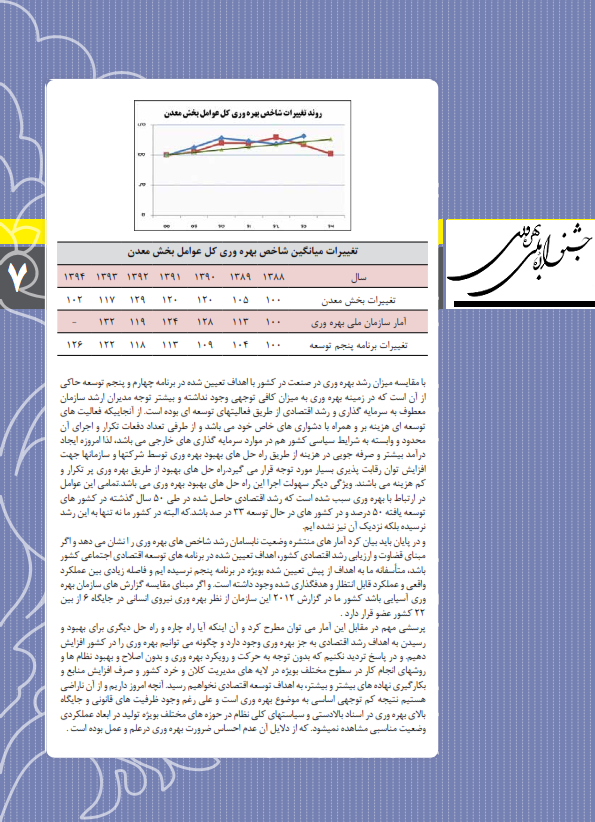 جشنواره ملی بهره وری
۷
روند تغییرات شاخص بهره وری کل عوامل بخش معدن
تغییرات میانگین شاخص بهره وری کل عوامل بخش معدن
سال ۱۳۸۸ ۱۳۸۹ ۱۳۹۰ ۱۳۹۱ ۱۳۹۲ ۱۳۹۳ ۱۳۹۴
تغییرات بخش معدن ۱۰۰ ۱۰۵ ۱۲۰ ۱۲۰ ۱۲۹ ۱۱۷ ۱۰۲
آمار سازمان ملی بهره وری ۱۰۰ ۱۱۳ ۱۲۸ ۱۲۴ ۱۱۹ ۱۳۲ -
تغییرات برنامه پنجم توسعه ۱۰۰ ۱۰۴ ۱۰۹ ۱۱۳ ۱۱۸ ۱۲۲ ۱۲۶
با مقایسه میزان رشد بهره وری در صنعت در کشور با اهداف تعیین شده در برنامه چهارم و پنجم توسعه حاکی
از آن است که در زمینه بهره وری به میزان کافی توجهی وجود نداشته و بیشتر توجه مدیران ارشد سازمان
معطوف به سرمایه گذاری و رشد اقتصادی از طریق فعالیتهای توسعه ای بوده است. از آنجاییکه فعالیت های
توسعه ای هزینه بر و همراه با دشواری های خاص خود می باشد و از طرفی تعداد دفعات تکرار و اجرای آن
محدود و وابسته به شرایط سیاسی کشور هم در موارد سرمایه گذاری های خارجی می باشد، لذا امروزه ایجاد
درآمد بیشتر و صرفه جویی در هزینه از طریق راه حل های بهبود بهره وری توسط شرکتها و سازمانها جهت
افزایش توان رقابت پذیری بسیار مورد توجه قرار می گیرد.راه حل های بهبود از طریق بهره وری پر تکرار و
کم هزینه می باشند. ویژگی دیگر سهولت اجرا این راه حل های بهبود بهره وری می باشد.تمامی این عوامل
در ارتباط با بهره وری سبب شده است که رشد اقتصادی حاصل شده در طی ۵۰ سال گذشته در کشور های
توسعه یافته ۵۰ درصد و در کشور های در حال توسعه ۳۳ در صد باشد.که البته در کشور ما نه تنها به این رشد
نرسیده بلکه نزدیک آن نیز نشده ایم.
و در پایان باید بیان کرد آمار های منتشره وضعیت نابسامان رشد شاخص های بهره وری را نشان می دهد و اگر
مبنای قضاوت و ارزیابی رشد اقتصادی کشور، اهداف تعیین شده در برنامه های توسعه اقتصادی اجتماعی کشور
باشد، متأسفانه ما به اهداف از پیش تعیین شده بویژه در برنامه پنجم نرسیده ایم و فاصله زیادی بین عملکرد
واقعی و عملکرد قابل انتظار و هدفگذاری شده وجود داشته است. و اگر مبنای مقایسه گزارش های سازمان بهره
وری آسیایی باشد کشور ما در گزارش ۲۰۱۲ این سازمان از نظر بهره وری نیروی انسانی در جایگاه ۶ از بین
۲۲ کشور عضو قرار دارد .
پرسشی مهم در مقابل این آمار می توان مطرح کرد و آن اینکه آیا راه چاره و راه حل دیگری برای بهبود و
رسیدن به اهداف رشد اقتصادی به جز بهره وری وجود دارد و چگونه می توانیم بهره وری را در کشور افزایش
دهیم. و در پاسخ تردید نکنیم که بدون توجه به حرکت و رویکرد بهره وری و بدون اصلاح و بهبود نظام ها و
روشهای انجام کار در سطوح مختلف بویژه در لایه های مدیریت کلان و خرد کشور و صرف افزایش منابع و
بکارگیری نهاده های بیشتر و بیشتر، به اهداف توسعه اقتصادی نخواهیم رسید. آنچه امروز داریم و از آن ناراضی
هستیم نتیجه کم توجهی اساسی به موضوع بهره وری است و علی رغم وجود ظرفیت های قانونی و جایگاه
بالای بهره وری در اسناد بالادستی و سیاستهای کلی نظام در حوزه های مختلف بویژه تولید در ابعاد عملکردی
وضعیت مناسبی مشاهده نمیشود. که از دلایل آن عدم احساس ضرورت بهره وری درعلم و عمل بوده است .